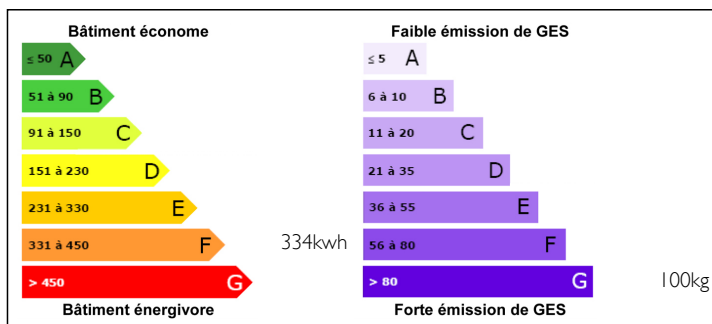 Bâtiment économe
≤ 50 A
51 à 90 B
91 à 150 C
151 à 230 D
231 à 330 E
331 à 450 F 334kwh
> 450 G
Bâtiment énergivore
Faible émission de GES
≤ 5 A
6 à 10 B
11 à 20 C
21 à 35 D
36 à 55 E
56 à 80 F
> 80 G 100kg
Forte émission de GES